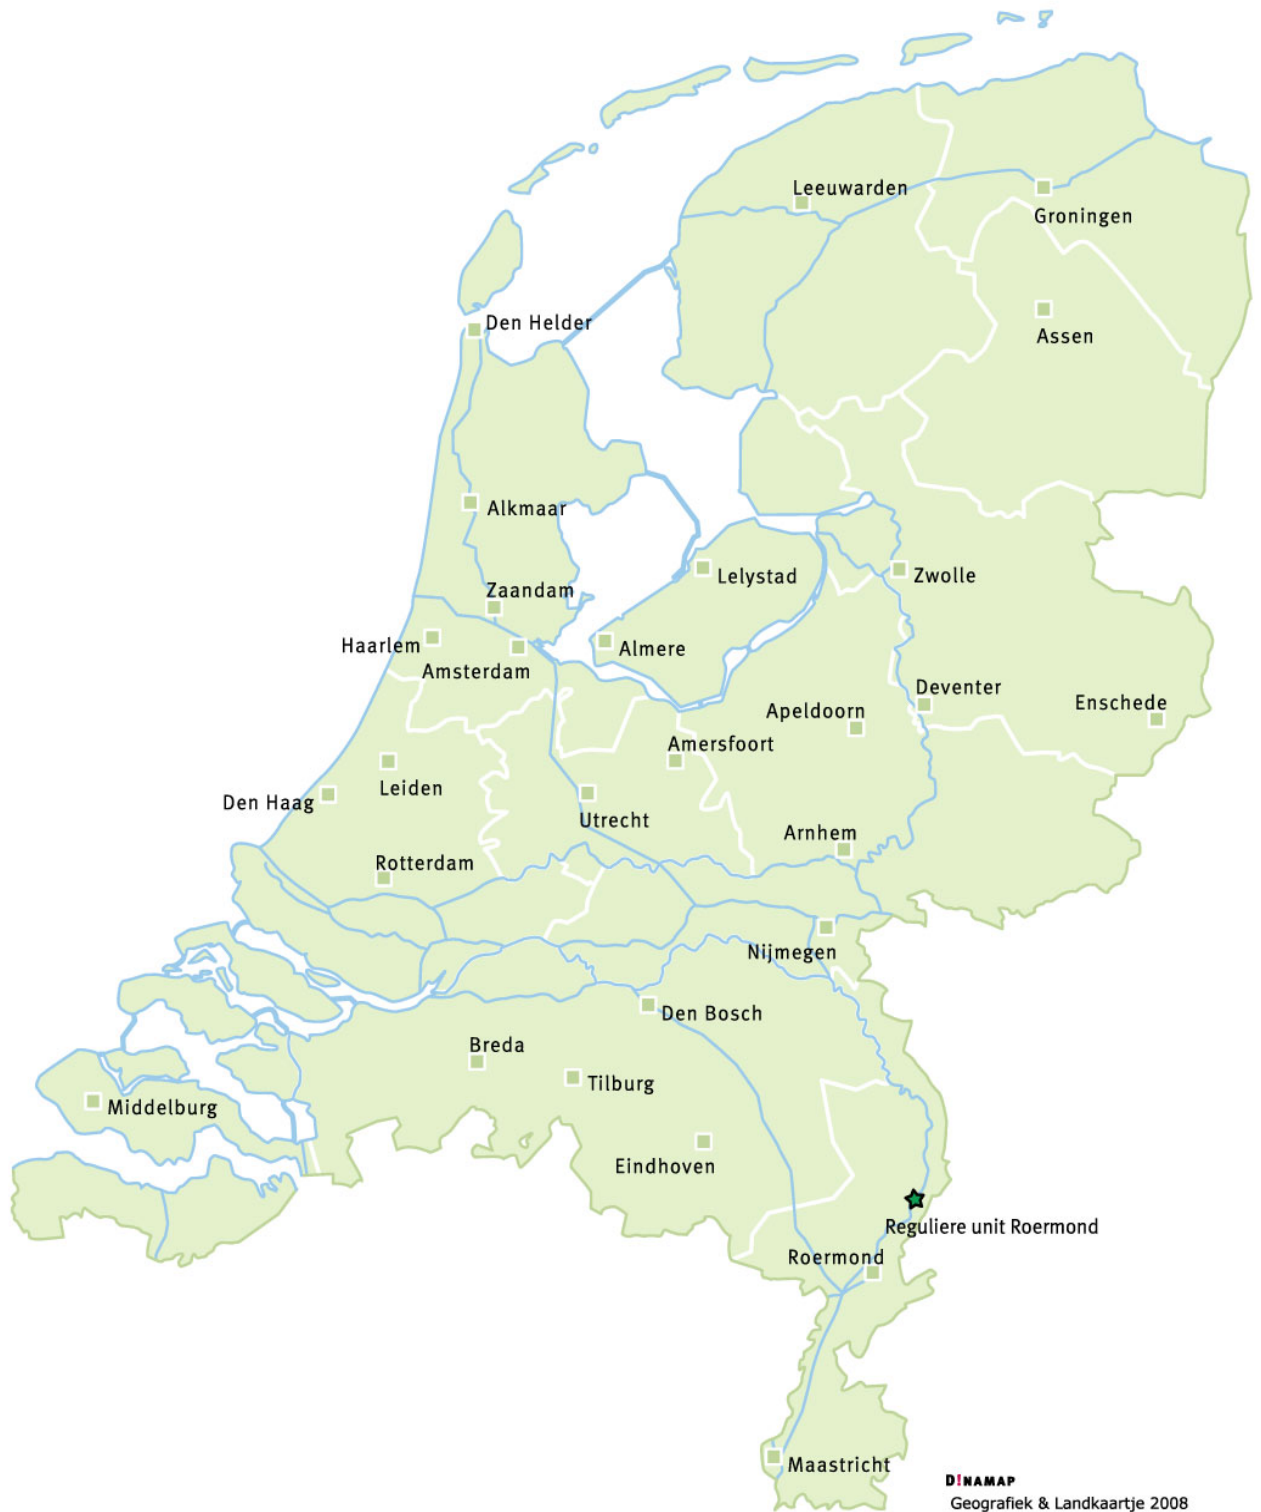 Leeuwarden
Groningen
Den Helder
Assen
Alkmaar
Lelystad
Zwolle
Zaandam
Haarlem
Almere
Amsterdam
Deventer
Enschede
Apeldoorn
Amersfoort
Leiden
Den Haag
Utrecht
Arnhem
Rotterdam
Nijmegen
Den Bosch
Breda
Tilburg
Middelburg
Eindhoven
Reguliere unit Roermond
Roermond
Maastricht
D!NAMAP
Geografiek & Landkaartje 2008